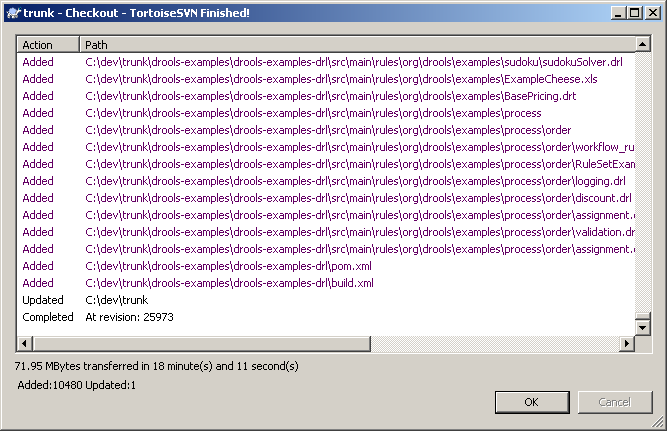 trunk - Checkout - TortoiseSVN Finished!
Action Path
Added C:\dev\trunk\drools-examples\drools-examples-drl\src\main\rules\org\drools\examples\sudoku\sudokuSolver.drl
Added C:\dev\trunk\drools-examples\drools-examples-drl\src\main\rules\org\drools\examples\ExampleCheese.xls
Added C:\dev\trunk\drools-examples\drools-examples-drl\src\main\rules\org\drools\examples\BasePricing.drt
Added C:\dev\trunk\drools-examples\drools-examples-drl\src\main\rules\org\drools\examples\process
Added C:\dev\trunk\drools-examples\drools-examples-drl\src\main\rules\org\drools\examples\process\order
Added C:\dev\trunk\drools-examples\drools-examples-drl\src\main\rules\org\drools\examples\process\order\workflow_ru
Added C:\dev\trunk\drools-examples\drools-examples-drl\src\main\rules\org\drools\examples\process\order\RuleSetExam
Added C:\dev\trunk\drools-examples\drools-examples-drl\src\main\rules\org\drools\examples\process\order\logging.drl
Added C:\dev\trunk\drools-examples\drools-examples-drl\src\main\rules\org\drools\examples\process\order\discount.drl
Added C:\dev\trunk\drools-examples\drools-examples-drl\src\main\rules\org\drools\examples\process\order\assignment.c
Added C:\dev\trunk\drools-examples\drools-examples-drl\src\main\rules\org\drools\examples\process\order\validation.drl
Added C:\dev\trunk\drools-examples\drools-examples-drl\src\main\rules\org\drools\examples\process\order\assignment.c
Added C:\dev\trunk\drools-examples\drools-examples-drl\pom.xml
Added C:\dev\trunk\drools-examples\drools-examples-drl\build.xml
Updated C:\dev\trunk
Completed At revision: 25973
71.95 MBytes transferred in 18 minute(s) and 11 second(s)
Added:10480 Updated:1
OK Cancel